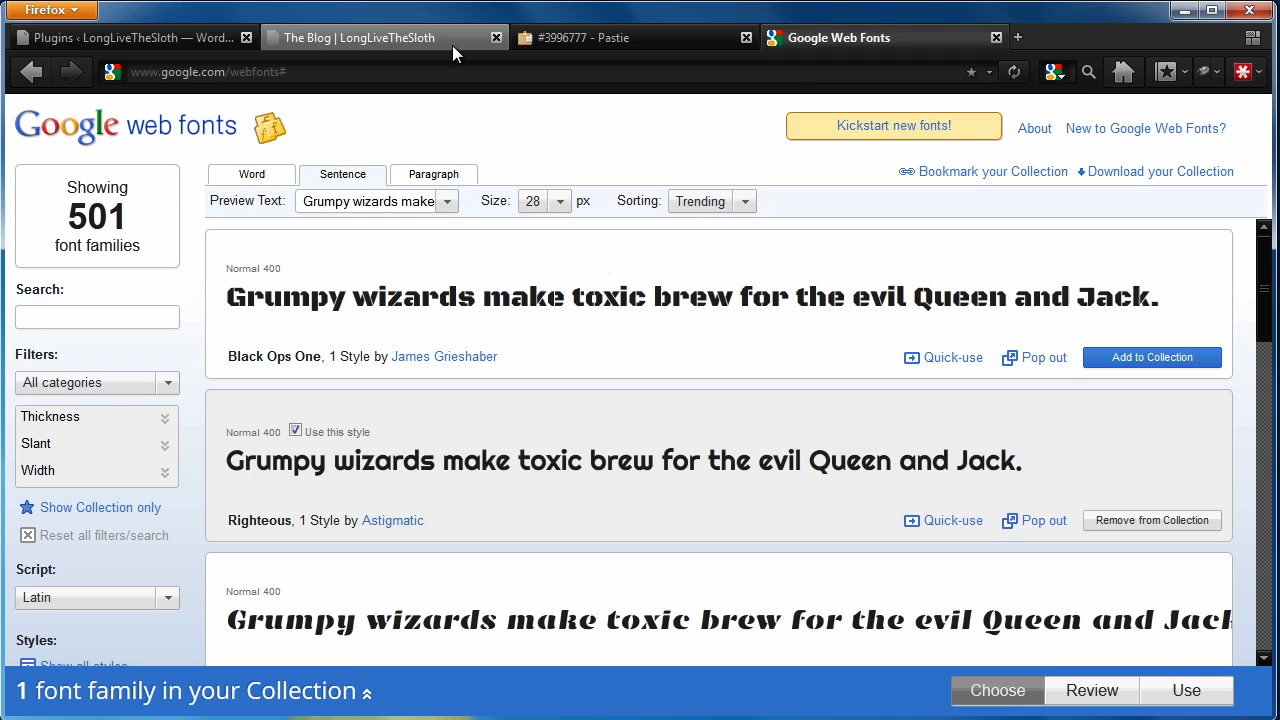 Firefox
Plugins ‹ LongLiveTheSloth — Word...
The Blog | LongLiveTheSloth
#3996777 - Pastie
Google Web Fonts
www.google.com/webfonts#
Google web fonts
Kickstart new fonts!
About
New to Google Web Fonts?
Showing
501
font families
Word
Sentence
Paragraph
Bookmark your Collection
Download your Collection
Preview Text:
Grumpy wizards make
Size:
28
px
Sorting:
Trending
Search:
Filters:
All categories
Thickness
Slant
Width
Show Collection only
Reset all filters/search
Script:
Latin
Styles:
Show all styles
Normal 400
Grumpy wizards make toxic brew for the evil Queen and Jack.
Black Ops One, 1 Style by James Grieshaber
Quick-use
Pop out
Add to Collection
Normal 400
Use this style
Grumpy wizards make toxic brew for the evil Queen and Jack.
Righteous, 1 Style by Astigmatic
Quick-use
Pop out
Remove from Collection
Normal 400
Grumpy wizards make toxic brew for the evil Queen and Jack
1 font family in your Collection
Choose
Review
Use